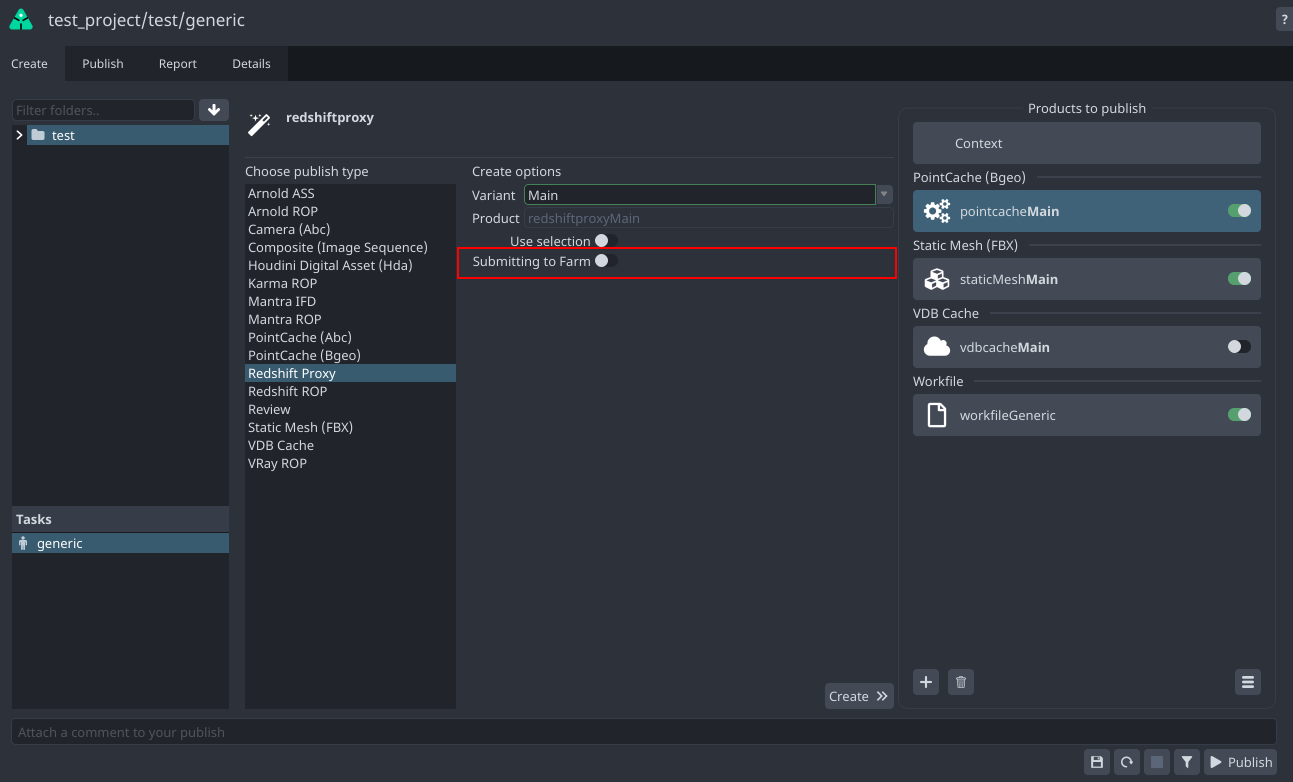 test_project/test/generic
?
Create Publish Report Details
Filter folders..
test
Tasks
generic
redshiftproxy
Choose publish type
Arnold ASS
Arnold ROP
Camera (Abc)
Composite (Image Sequence)
Houdini Digital Asset (Hda)
Karma ROP
Mantra IFD
Mantra ROP
PointCache (Abc)
PointCache (Bgeo)
Redshift Proxy
Redshift ROP
Review
Static Mesh (FBX)
VDB Cache
VRay ROP
Create options
Variant Main
Product redshiftproxyMain
Use selection
Submitting to Farm
Create
Products to publish
Context
PointCache (Bgeo)
pointcacheMain
Static Mesh (FBX)
staticMeshMain
VDB Cache
vdbcacheMain
Workfile
workfileGeneric
Attach a comment to your publish
Publish